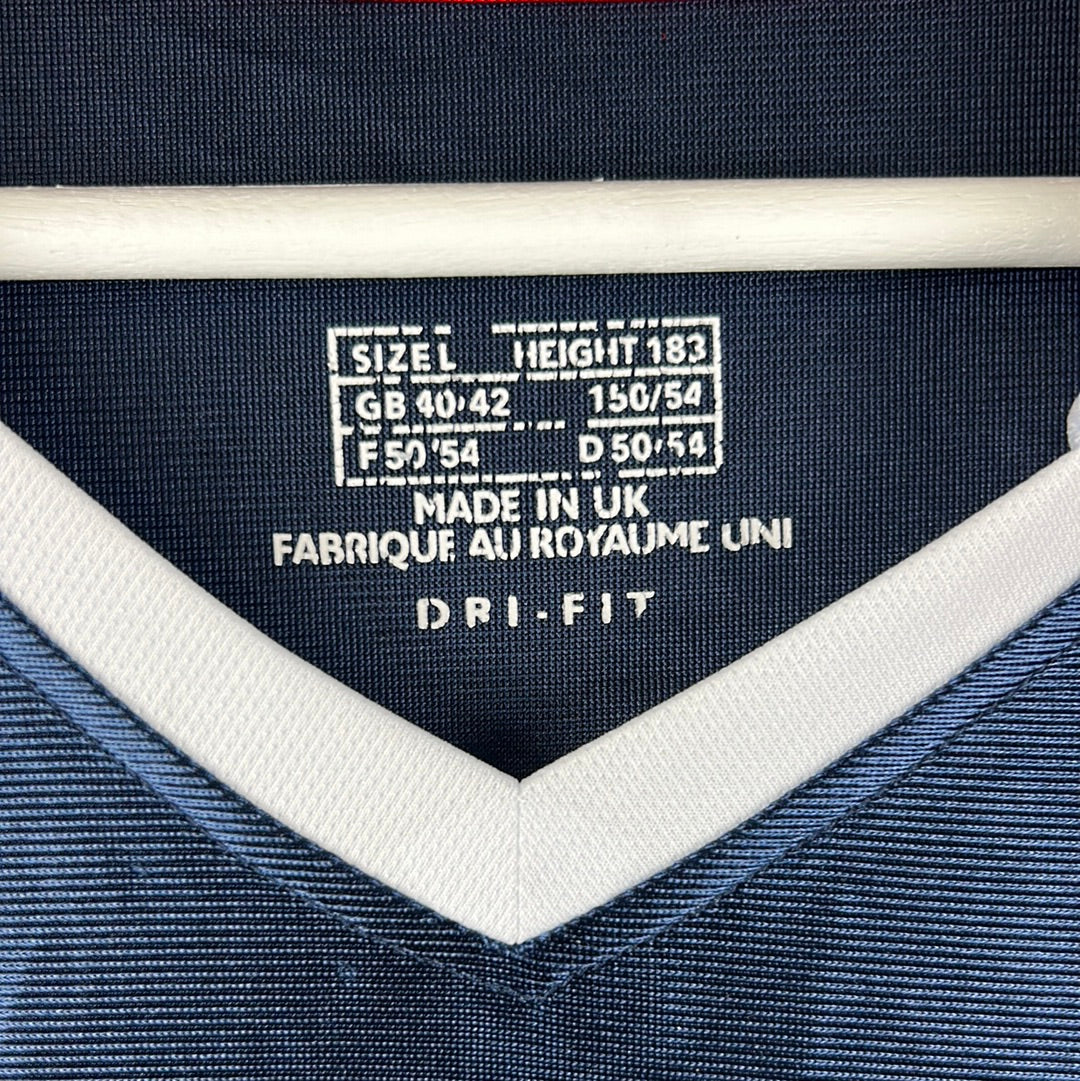 SIZE L HEIGHT 183
GB 40/42 150/54
F 50/54 D 50/54
MADE IN UK
FABRIQUE AU ROYAUME UNI
DRI-FIT